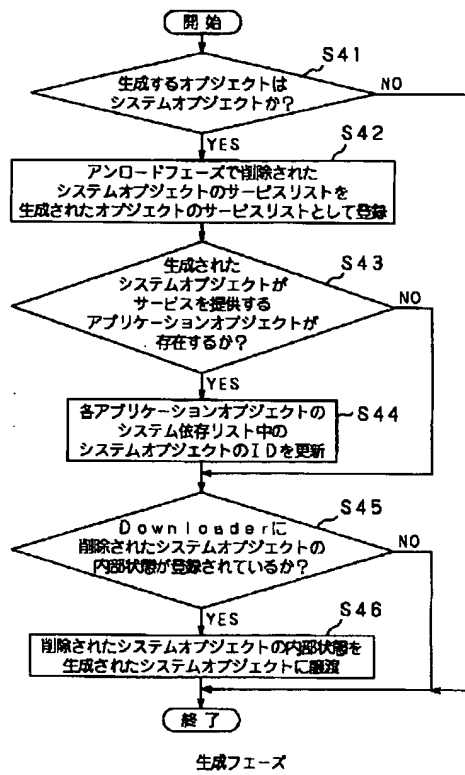 開始
S41
生成するオブジェクトは
システムオブジェクトか?
NO
YES
S42
アンロードフェーズで削除された
システムオブジェクトのサービスリストを
生成されたオブジェクトのサービスリストとして登録
S43
生成された
システムオブジェクトが
サービスを提供する
アプリケーションオブジェクトが
存在するか?
NO
YES
S44
各アプリケーションオブジェクトの
システム依存リスト中の
システムオブジェクトのIDを更新
S45
Downloaderに
削除されたシステムオブジェクトの
内部状態が登録されているか?
NO
YES
S46
削除されたシステムオブジェクトの内部状態を
生成されたシステムオブジェクトに譲渡
終了
生成フェーズ